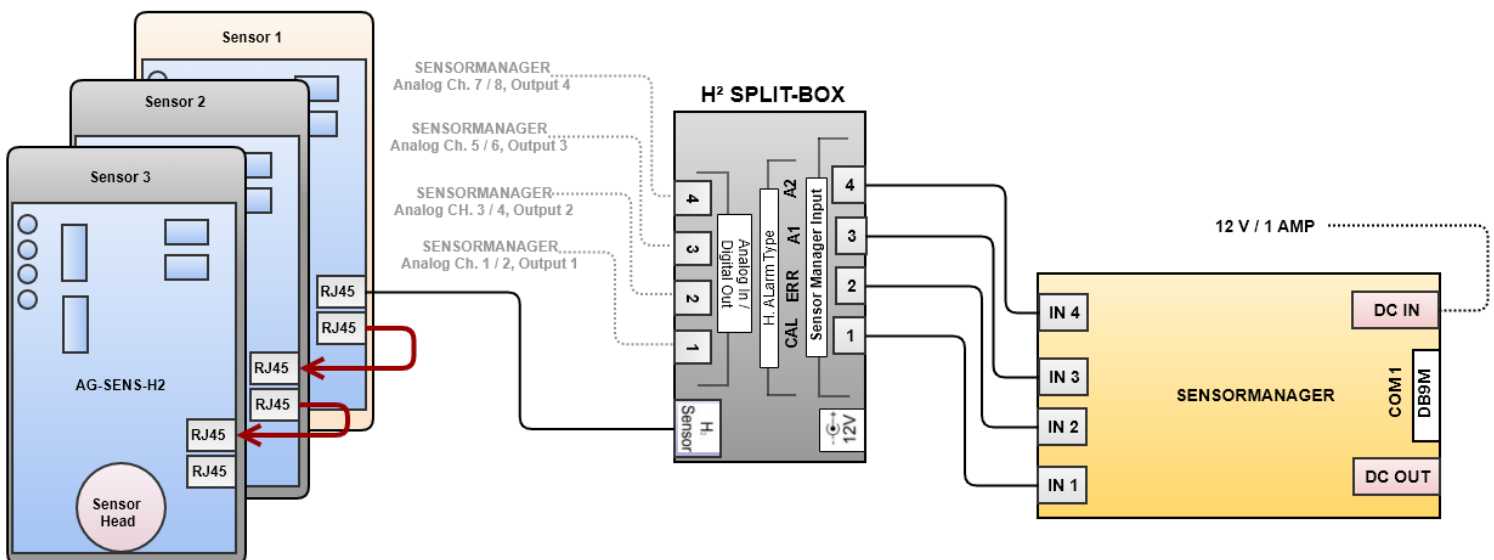 Sensor 1
RJ45
RJ45
Sensor 2
RJ45
RJ45
Sensor 3
AG-SENS-H2
RJ45
RJ45
Sensor
Head
SENSORMANAGER
Analog Ch. 7 / 8, Output 4
SENSORMANAGER
Analog Ch. 5 / 6, Output 3
SENSORMANAGER
Analog CH. 3 / 4, Output 2
SENSORMANAGER
Analog Ch. 1 / 2, Output 1
H² SPLIT-BOX
4
3
2
1
Analog In /
Digital Out
H. ALarm Type
CAL ERR A1 A2
Sensor Manager Input
4
3
2
1
H₂
Sensor
12V
12 V / 1 AMP
IN 4
IN 3
IN 2
IN 1
SENSORMANAGER
DC IN
COM1
DB9M
DC OUT